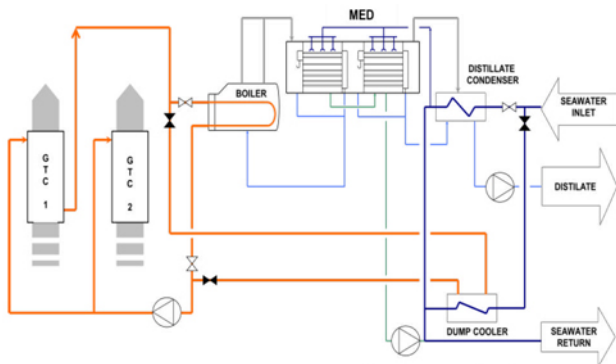 MED
DISTILLATE
CONDENSER
BOILER
SEAWATER
INLET
G
T
C
1
G
T
C
2
DISTILATE
DUMP COOLER
SEAWATER
RETURN